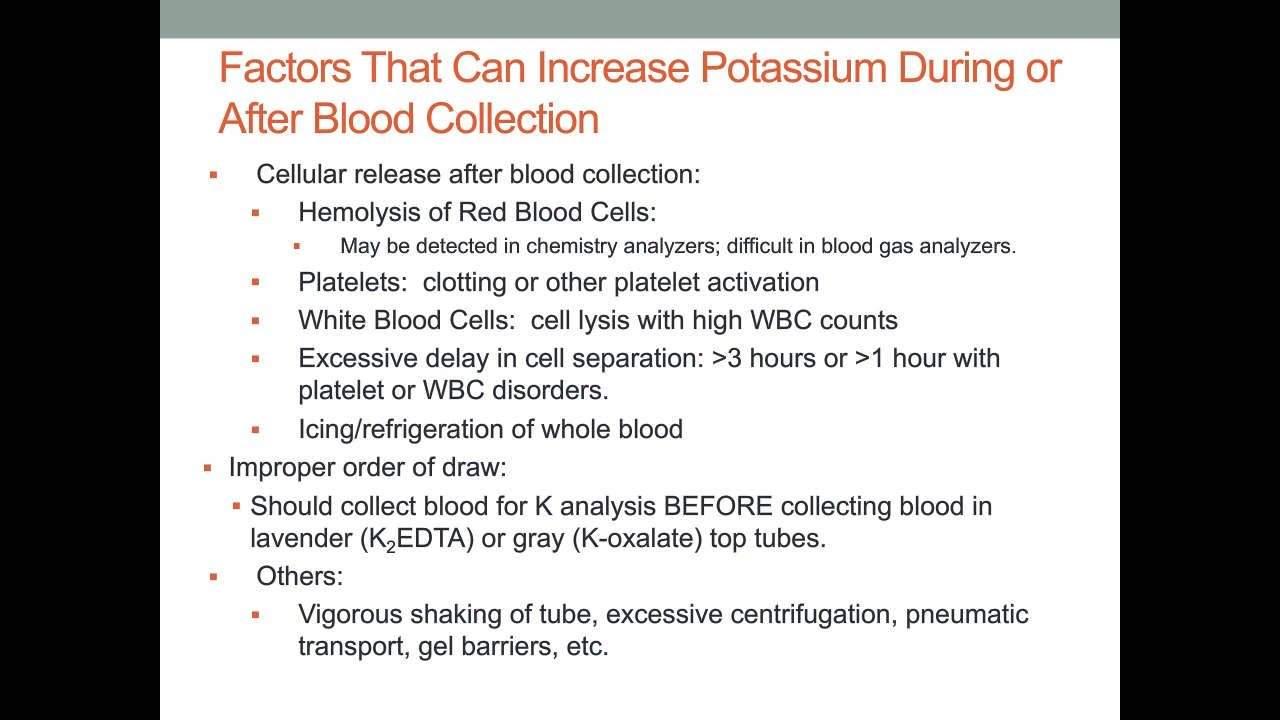 Factors That Can Increase Potassium During or
After Blood Collection
▪ Cellular release after blood collection:
▪ Hemolysis of Red Blood Cells:
▪ May be detected in chemistry analyzers; difficult in blood gas analyzers.
▪ Platelets:  clotting or other platelet activation
▪ White Blood Cells:  cell lysis with high WBC counts
▪ Excessive delay in cell separation: >3 hours or >1 hour with
platelet or WBC disorders.
▪ Icing/refrigeration of whole blood
▪ Improper order of draw:
▪ Should collect blood for K analysis BEFORE collecting blood in
lavender (K₂EDTA) or gray (K-oxalate) top tubes.
▪ Others:
▪ Vigorous shaking of tube, excessive centrifugation, pneumatic
transport, gel barriers, etc.